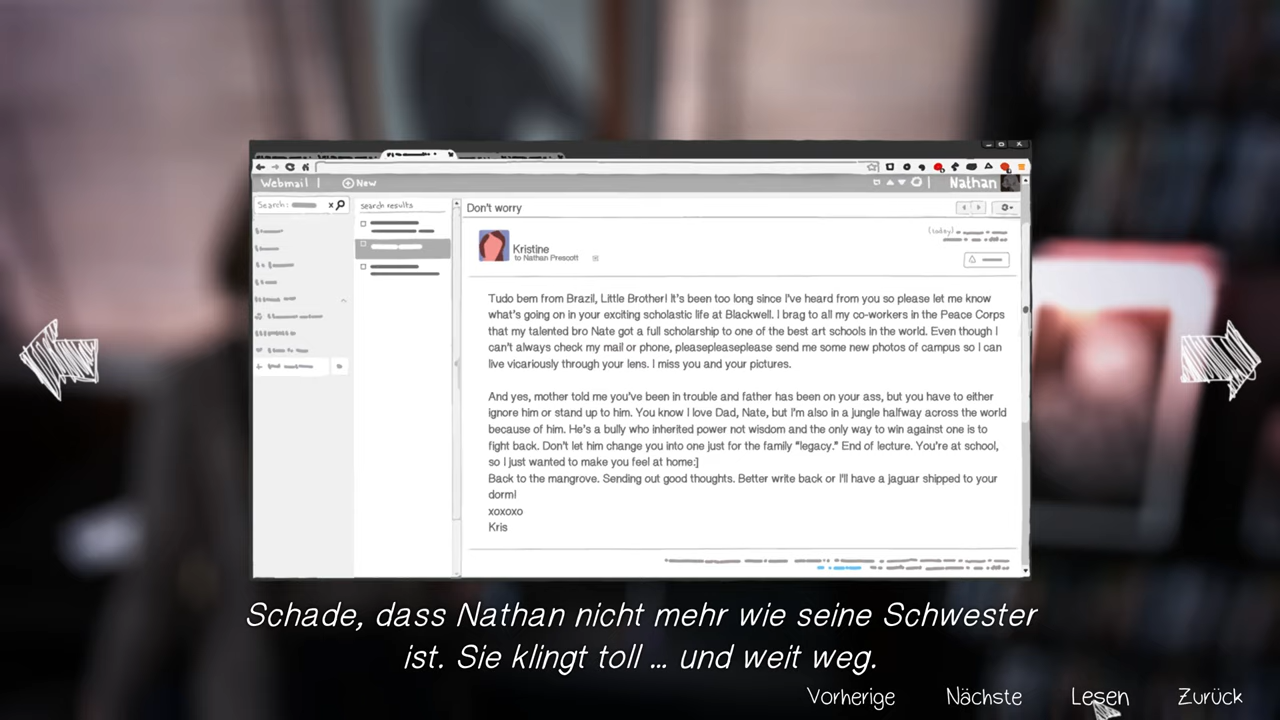 Webmail |
New
Nathan
Search:
x
search results
Don't worry
(today)
Kristine
to Nathan Prescott
Tudo bem from Brazil, Little Brother! It's been too long since I've heard from you so please let me know
what's going on in your exciting scholastic life at Blackwell. I brag to all my co-workers in the Peace Corps
that my talented bro Nate got a full scholarship to one of the best art schools in the world. Even though I
can't always check my mail or phone, pleasepleaseplease send me some new photos of campus so I can
live vicariously through your lens. I miss you and your pictures.
And yes, mother told me you've been in trouble and father has been on your ass, but you have to either
ignore him or stand up to him. You know I love Dad, Nate, but I'm also in a jungle halfway across the world
because of him. He's a bully who inherited power not wisdom and the only way to win against one is to
fight back. Don't let him change you into one just for the family "legacy." End of lecture. You're at school,
so I just wanted to make you feel at home:]
Back to the mangrove. Sending out good thoughts. Better write back or I'll have a jaguar shipped to your
dorm!
xoxoxo
Kris
Schade, dass Nathan nicht mehr wie seine Schwester
ist. Sie klingt toll ... und weit weg.
Vorherige
Nächste
Lesen
Zurück